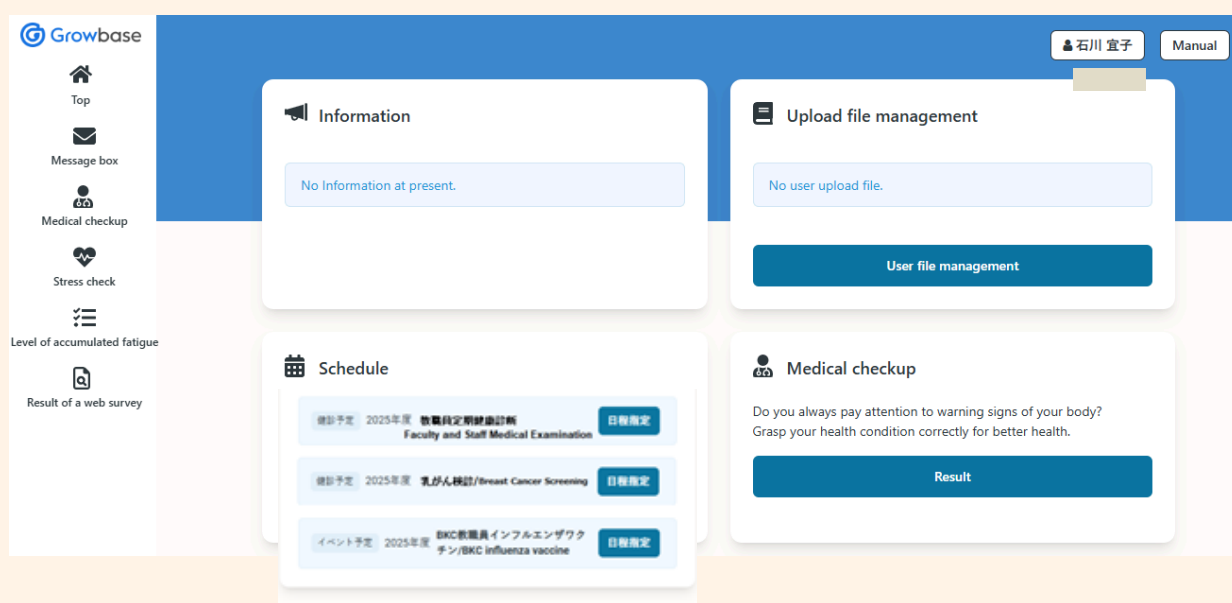 Growbase
石川 宜子
Manual
Top
Message box
Medical checkup
Stress check
Level of accumulated fatigue
Result of a web survey
Information
No Information at present.
Upload file management
No user upload file.
User file management
Schedule
健診予定 2025年度 教職員定期健康診断 日程指定
Faculty and Staff Medical Examination
健診予定 2025年度 乳がん検診/Breast Cancer Screening 日程指定
イベント予定 2025年度 BKC教職員インフルエンザワク 日程指定
チン/BKC influenza vaccine
Medical checkup
Do you always pay attention to warning signs of your body?
Grasp your health condition correctly for better health.
Result